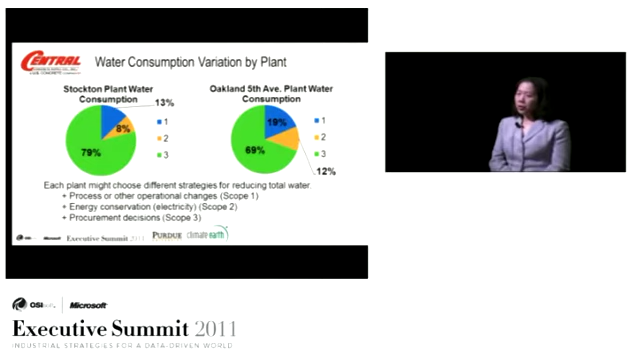 CENTRAL
Water Consumption Variation by Plant
Stockton Plant Water
Consumption
13%
8%
79%
1
2
3
Oakland 5th Ave. Plant Water
Consumption
19%
69%
12%
1
2
3
Each plant might choose different strategies for reducing total water.
+ Process or other operational changes (Scope 1)
+ Energy conservation (electricity) (Scope 2)
+ Procurement decisions (Scope 3)
Executive Summit 2011
PURDUE
climate earth
OSIsoft. Microsoft
Executive Summit 2011
INDUSTRIAL STRATEGIES FOR A DATA-DRIVEN WORLD